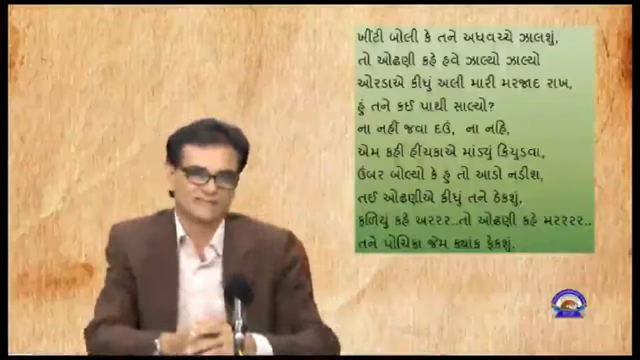 ખીંટી બોલી કે તને અધવચ્ચે ઝાલશું,
તો ઓઢણી કહે હવે ઝાલ્યો ઝાલ્યો
ઓરડાએ કીધું અલી મારી મરજાદ રાખ,
હું તને કઈ પાથી સાલ્યો?
ના નહીં જવા દઉં, ના નહિ,
એમ કહી હીચકાએ માંડ્યું કિચુડવા,
ઉંબર બોલ્યો કે હુ તો આડો નડીશ,
તઈ ઓઢણીએ કીધું તને ઠેકશું,
ફળિયું કહે અરરર..તો ઓઢણી કહે મરરરર..
તને પોચિકા જેમ ક્યાંક ફેકશું.